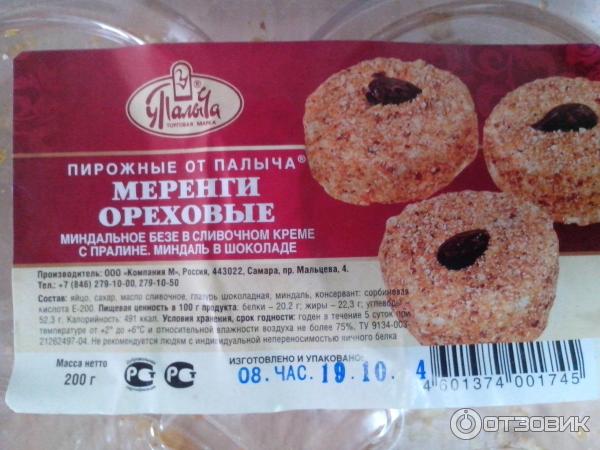 у Палыча ®
ТОРГОВАЯ МАРКА
ПИРОЖНЫЕ ОТ ПАЛЫЧА®
МЕРЕНГИ
ОРЕХОВЫЕ
МИНДАЛЬНОЕ БЕЗЕ В СЛИВОЧНОМ КРЕМЕ
С ПРАЛИНЕ. МИНДАЛЬ В ШОКОЛАДЕ
Производитель: ООО «Компания М», Россия, 443022, Самара, пр. Мальцева, 4.
Тел.: +7 (846) 279-10-00, 279-10-50
Состав: яйцо, сахар, масло сливочное, глазурь шоколадная, миндаль, консервант: сорбиновая
кислота Е-200. Пищевая ценность в 100 г продукта: белки – 20,2 г; жиры – 22,3 г; углеводы
52,3 г. Калорийность: 491 ккал. Условия хранения, срок годности: годен в течение 5 суток при
температуре от +2° до +6°С и относительной влажности воздуха не более 75%. ТУ 9134-003-
21262497-04. Не рекомендуется людям с индивидуальной непереносимостью яичного белка
Масса нетто
200 г
РСТ
РСТ
ИЗГОТОВЛЕНО И УПАКОВАНО
08. ЧАС. 19.10. 4
4 601374 001745
ОТЗОВИК